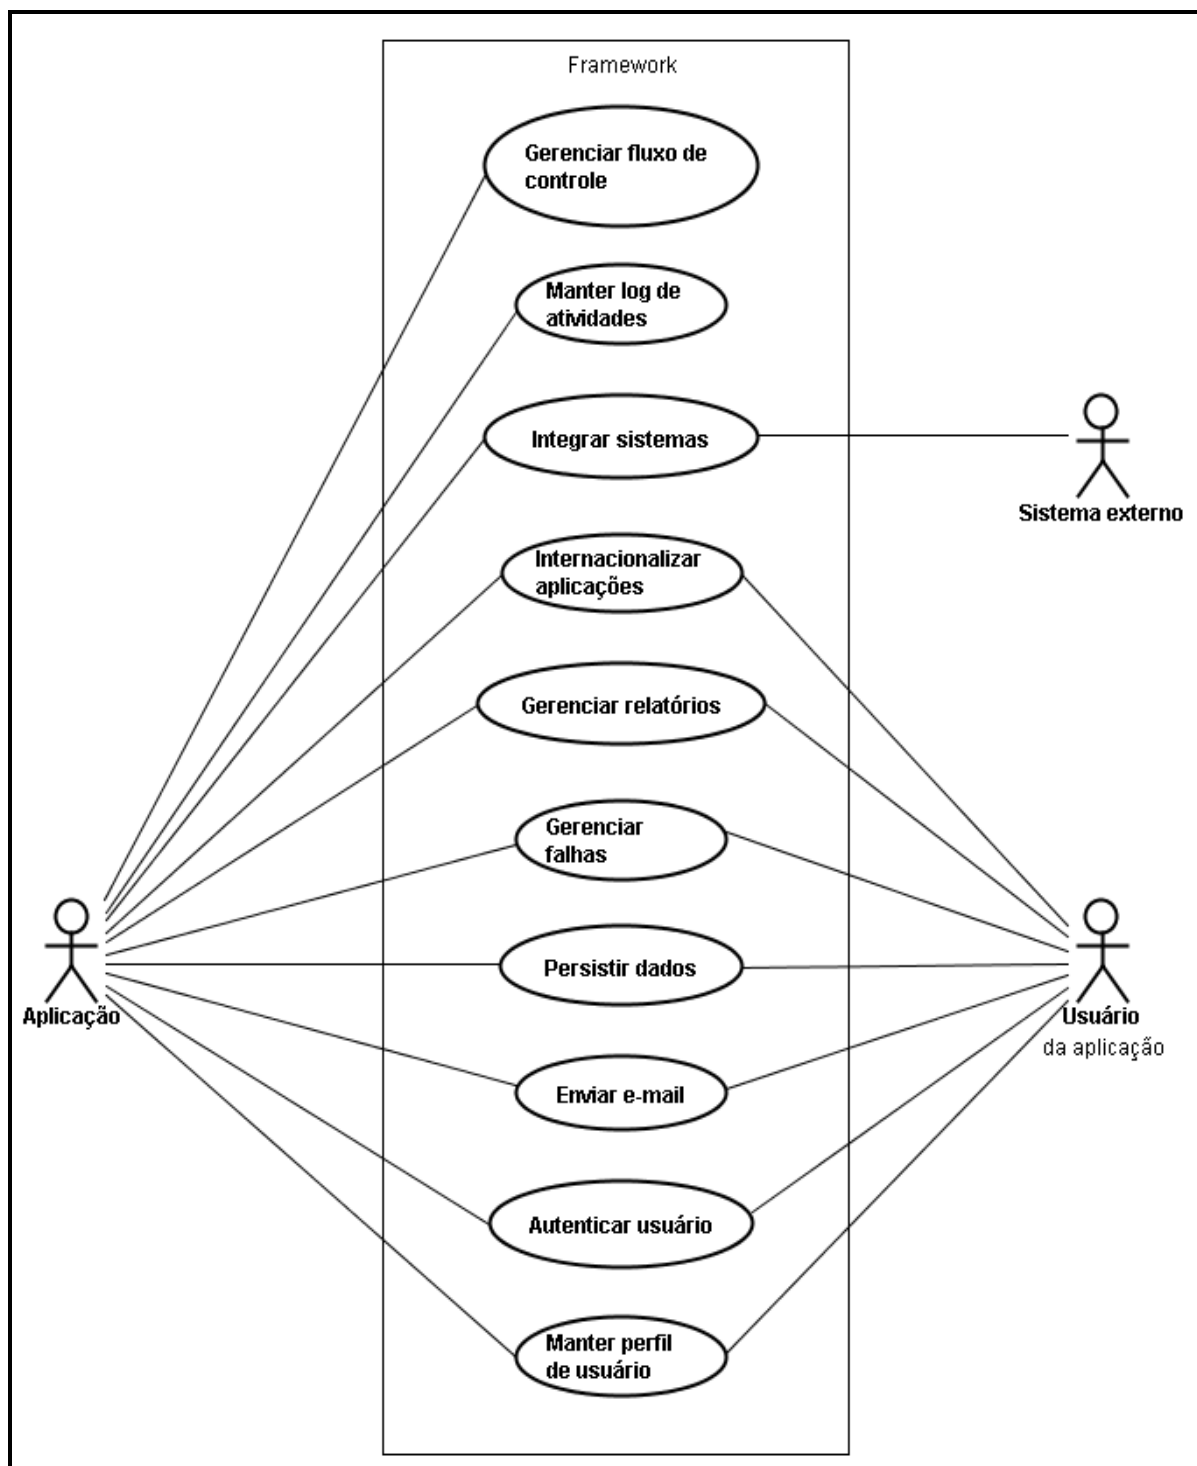 Framework
Gerenciar fluxo de
controle
Manter log de
atividades
Integrar sistemas
Sistema externo
Internacionalizar
aplicações
Gerenciar relatórios
Gerenciar
falhas
Persistir dados
Aplicação
Usuário
da aplicação
Enviar e-mail
Autenticar usuário
Manter perfil
de usuário